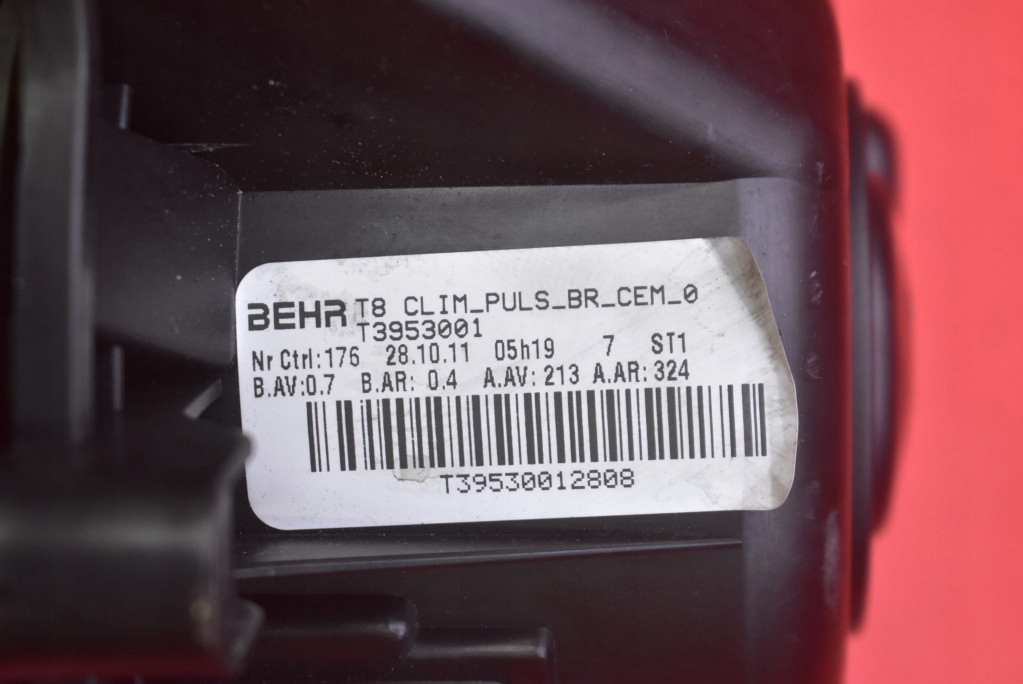 BEHR T8 CLIM_PULS_BR_CEM_0
T3953001
Nr Ctrl:176 28.10.11 05h19 7 ST1
B.AV:0.7 B.AR: 0.4 A.AV: 213 A.AR: 324
T39530012808